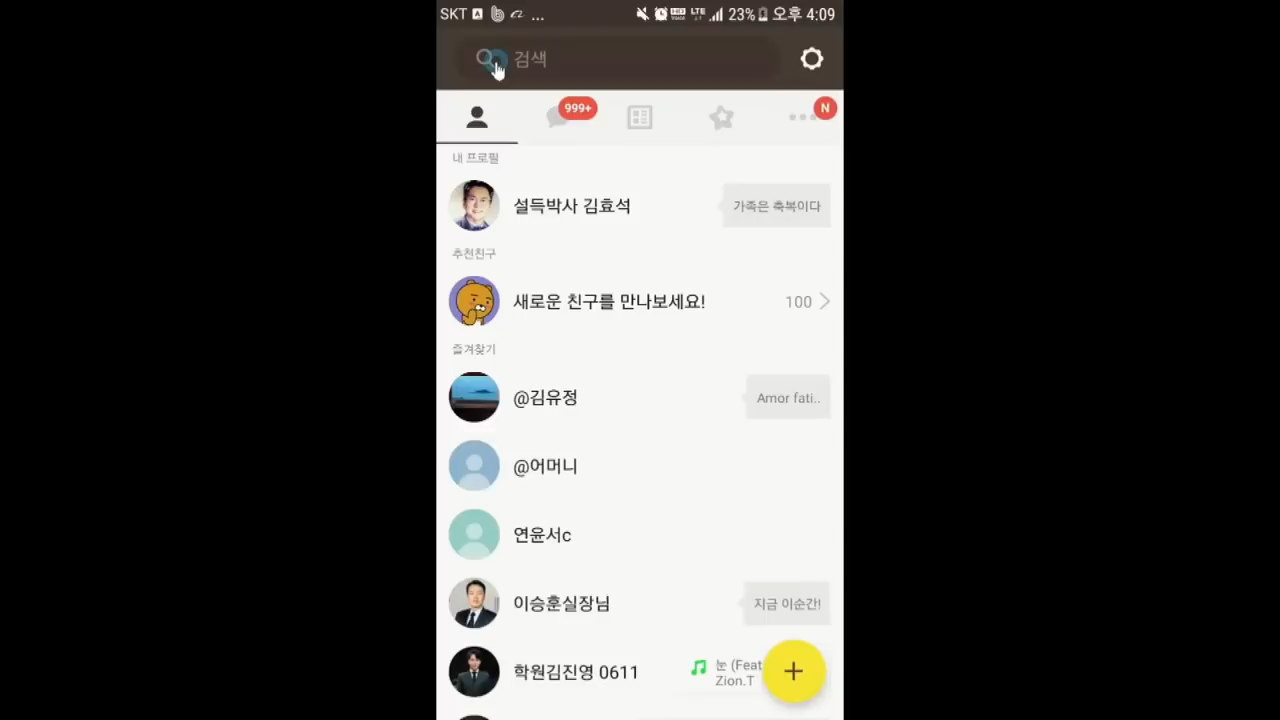 SKT A ... HD LTE 23% 오후 4:09
검색
999+ N
내 프로필
설득박사 김효석 가족은 축복이다
추천친구
새로운 친구를 만나보세요! 100
즐겨찾기
@김유정 Amor fati..
@어머니
연윤서c
이승훈실장님 지금 이순간!
학원김진영 0611 눈 (Feat
Zion.T